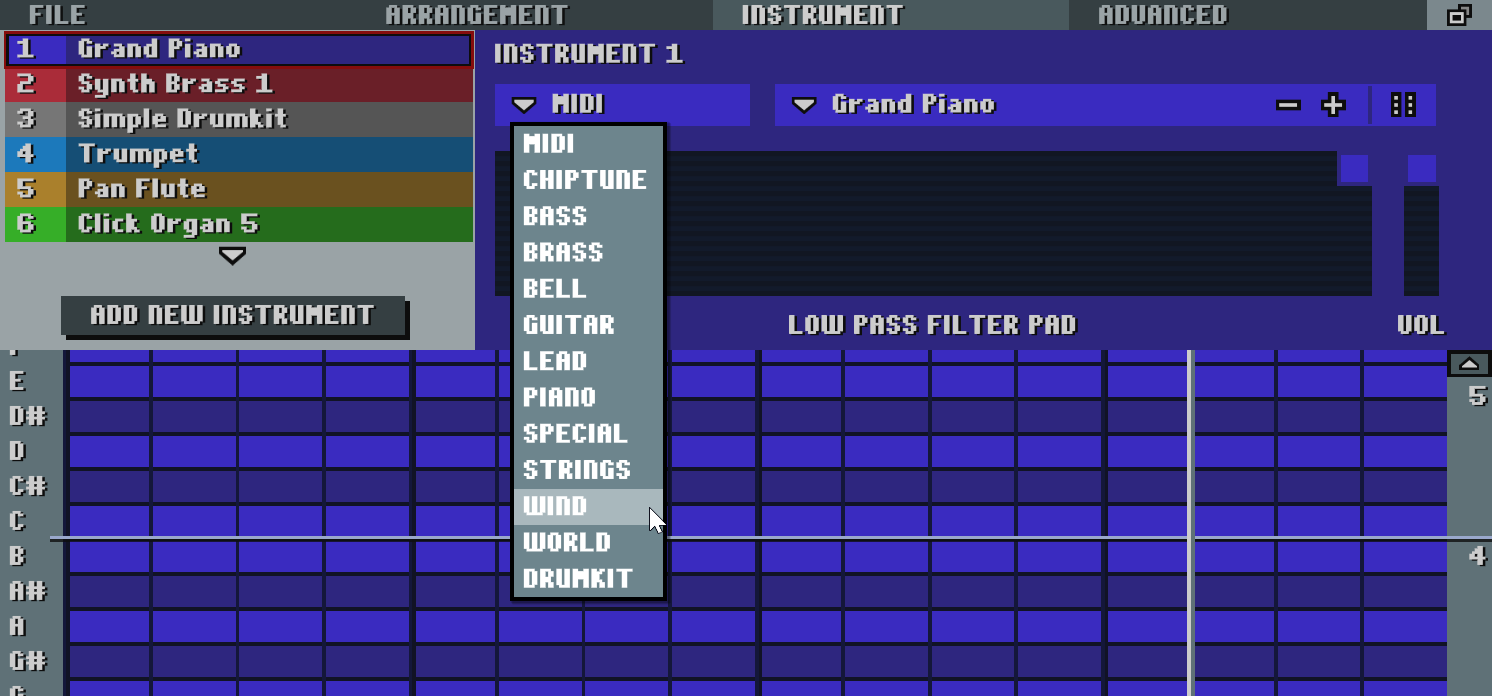 FILE
ARRANGEMENT
INSTRUMENT
ADVANCED
1 Grand Piano
2 Synth Brass 1
3 Simple Drumkit
4 Trumpet
5 Pan Flute
6 Click Organ 5
ADD NEW INSTRUMENT
INSTRUMENT 1
MIDI
Grand Piano
MIDI
CHIPTUNE
BASS
BRASS
BELL
GUITAR
LEAD
PIANO
SPECIAL
STRINGS
WIND
WORLD
DRUMKIT
LOW PASS FILTER PAD
VOL
E
D#
D
C#
C
B
A#
A
G#
5
4